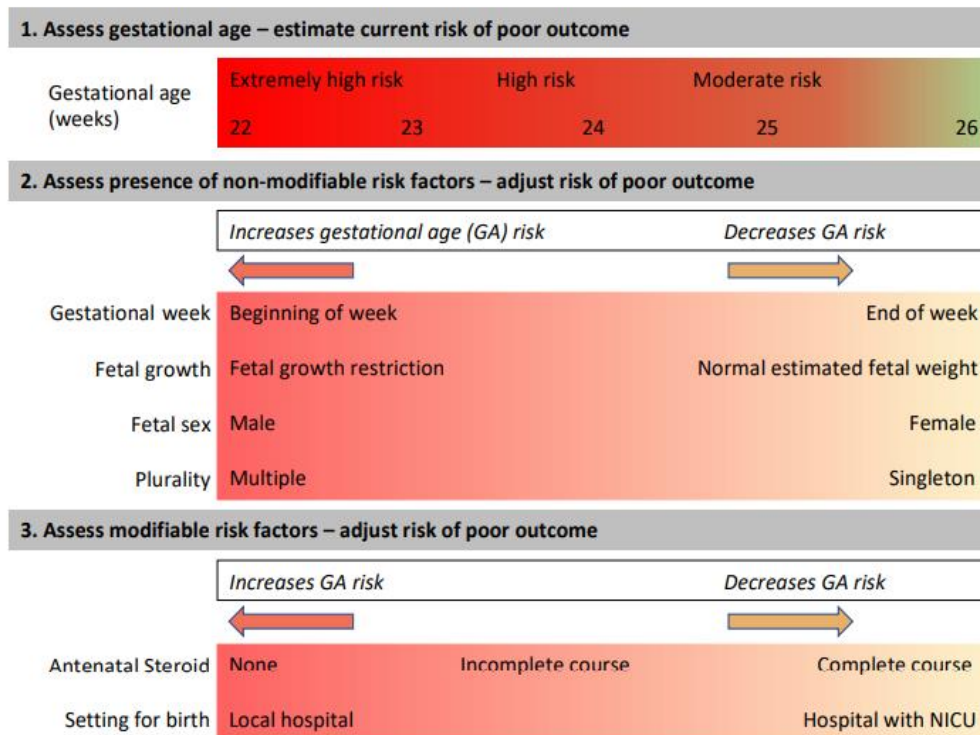 1. Assess gestational age – estimate current risk of poor outcome
Gestational age (weeks)
Extremely high risk High risk Moderate risk
22 23 24 25 26
2. Assess presence of non-modifiable risk factors – adjust risk of poor outcome
Increases gestational age (GA) risk Decreases GA risk
Gestational week Beginning of week End of week
Fetal growth Fetal growth restriction Normal estimated fetal weight
Fetal sex Male Female
Plurality Multiple Singleton
3. Assess modifiable risk factors – adjust risk of poor outcome
Increases GA risk Decreases GA risk
Antenatal Steroid None Incomplete course Complete course
Setting for birth Local hospital Hospital with NICU